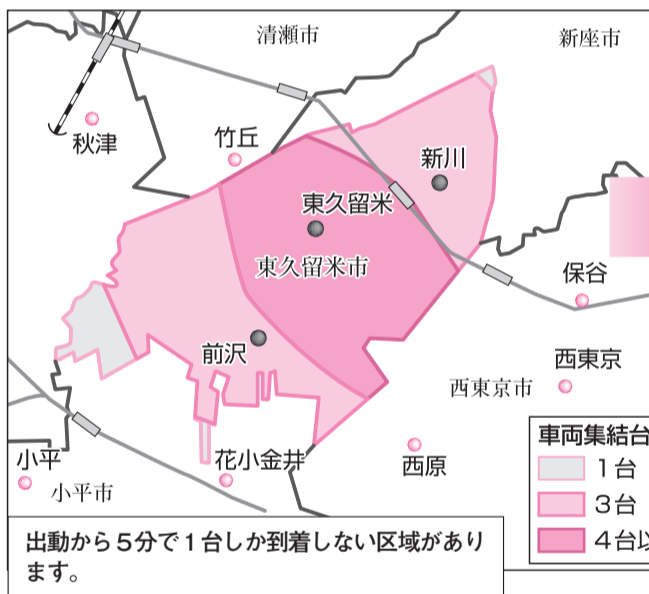 清瀬市
新座市
秋津
竹丘
新川
東久留米
東久留米市
保谷
前沢
西東京
西東京市
小平
花小金井
西原
小平市
車両集結台
1台
3台
4台以
出動から5分で1台しか到着しない区域があり
ます。